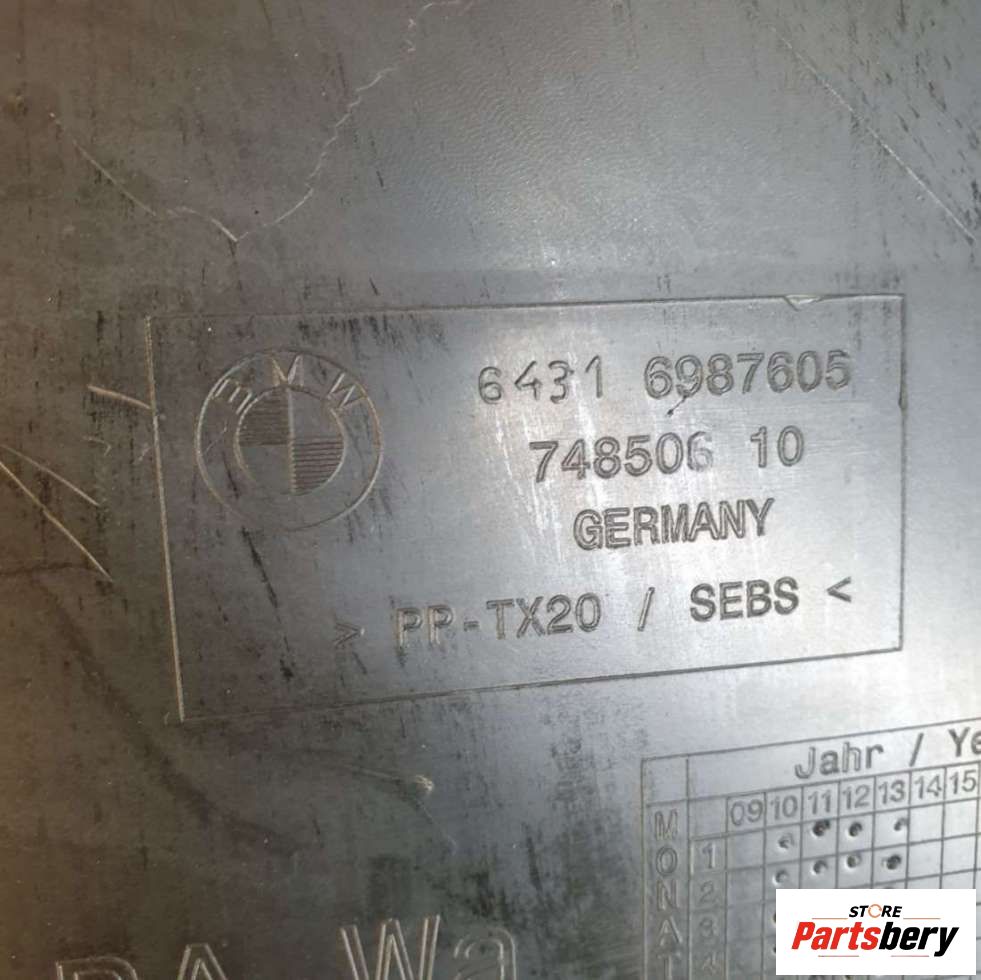 BMW
6431 6987605
748506 10
GERMANY
> PP-TX20 / SEBS <
Jahr /
09 10 11 12 13 14 15
MONAT
1
2
3
4
STORE
Partsbery